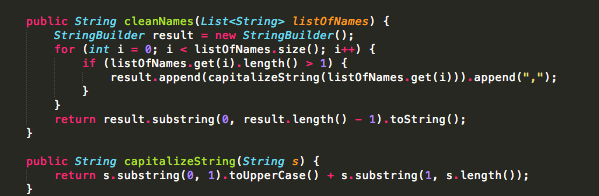 public String cleanNames(List<String> listOfNames) {
    StringBuilder result = new StringBuilder();
    for (int i = 0; i < listOfNames.size(); i++) {
        if (listOfNames.get(i).length() > 1) {
            result.append(capitalizeString(listOfNames.get(i))).append(",");
        }
    }
    return result.substring(0, result.length() - 1).toString();
}

public String capitalizeString(String s) {
    return s.substring(0, 1).toUpperCase() + s.substring(1, s.length());
}